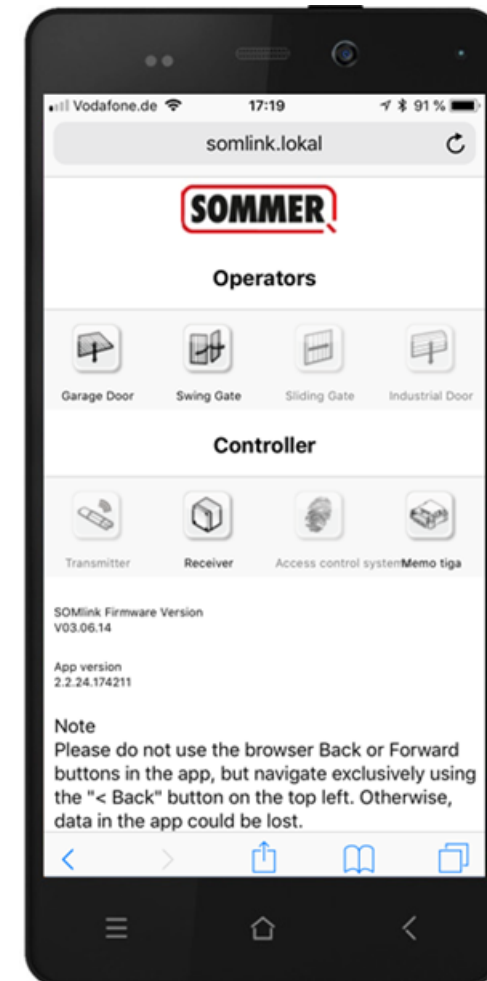 Vodafone.de 17:19 91 %
somlink.lokal
SOMMER
Operators
Garage Door Swing Gate Sliding Gate Industrial Door
Controller
Transmitter Receiver Access control system Memo tiga
SOMlink Firmware Version
V03.06.14
App version
2.2.24.174211
Note
Please do not use the browser Back or Forward
buttons in the app, but navigate exclusively using
the "< Back" button on the top left. Otherwise,
data in the app could be lost.